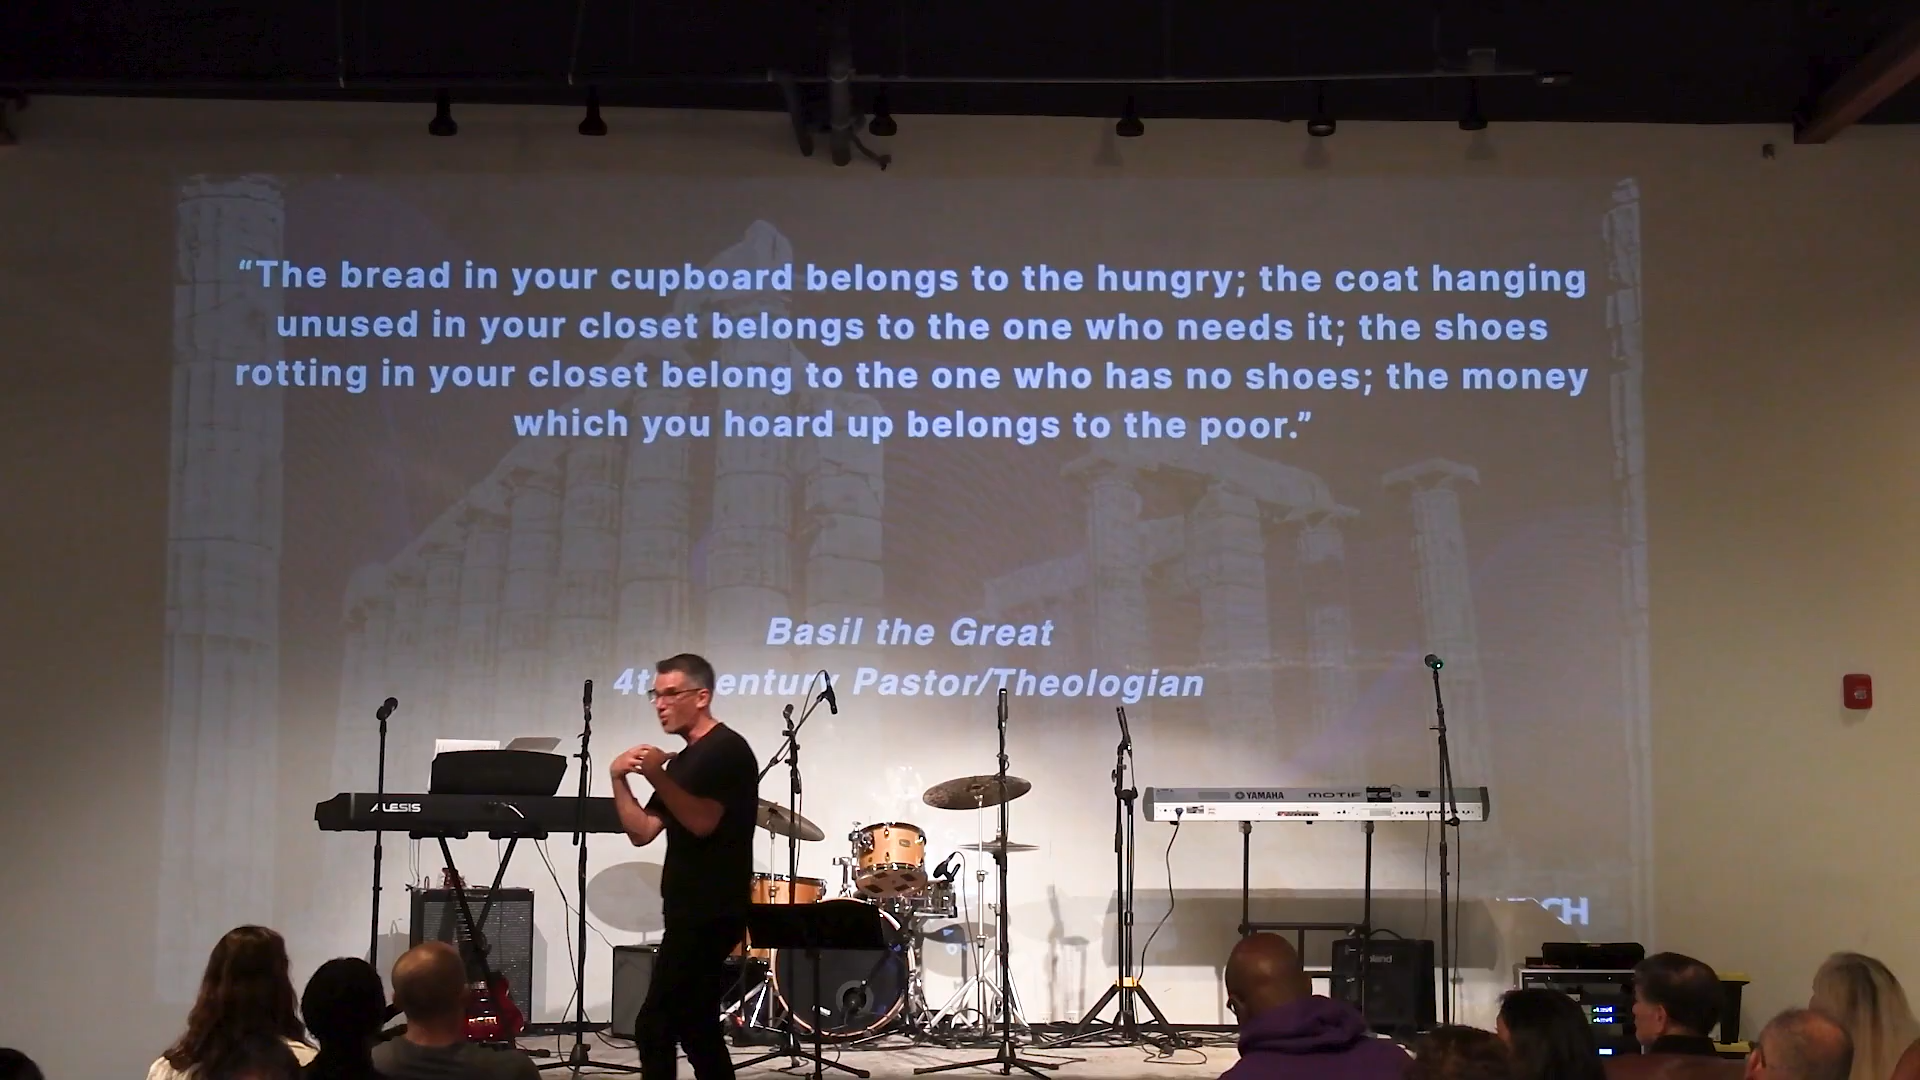 “The bread in your cupboard belongs to the hungry; the coat hanging
unused in your closet belongs to the one who needs it; the shoes
rotting in your closet belong to the one who has no shoes; the money
which you hoard up belongs to the poor.”
Basil the Great
Pastor/Theologian
ALESIS
YAMAHA
MOTIF
Roland